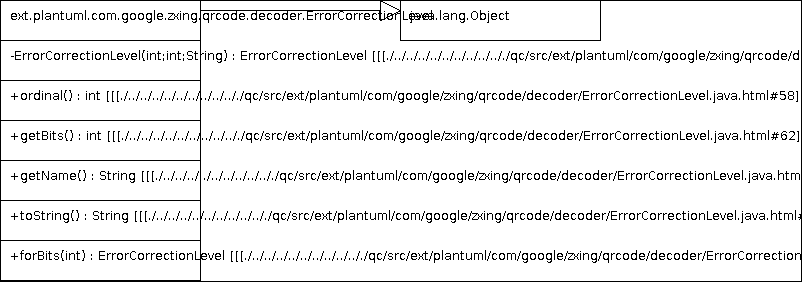 ext.plantuml.com.google.zxing.qrcode.decoder.ErrorCorrectionLevel
java.lang.Object
-ErrorCorrectionLevel(int;int;String) : ErrorCorrectionLevel [[[./../../../../../../../../../../../qc/src/ext/plantuml/com/google/zxing/qrcode/d
+ordinal() : int [[[./../../../../../../../../../../../qc/src/ext/plantuml/com/google/zxing/qrcode/decoder/ErrorCorrectionLevel.java.html#58]
+getBits() : int [[[./../../../../../../../../../../../qc/src/ext/plantuml/com/google/zxing/qrcode/decoder/ErrorCorrectionLevel.java.html#62]
+getName() : String [[[./../../../../../../../../../../../qc/src/ext/plantuml/com/google/zxing/qrcode/decoder/ErrorCorrectionLevel.java.htm
+toString() : String [[[./../../../../../../../../../../../qc/src/ext/plantuml/com/google/zxing/qrcode/decoder/ErrorCorrectionLevel.java.html#
+forBits(int) : ErrorCorrectionLevel [[[./../../../../../../../../../../../qc/src/ext/plantuml/com/google/zxing/qrcode/decoder/ErrorCorrection